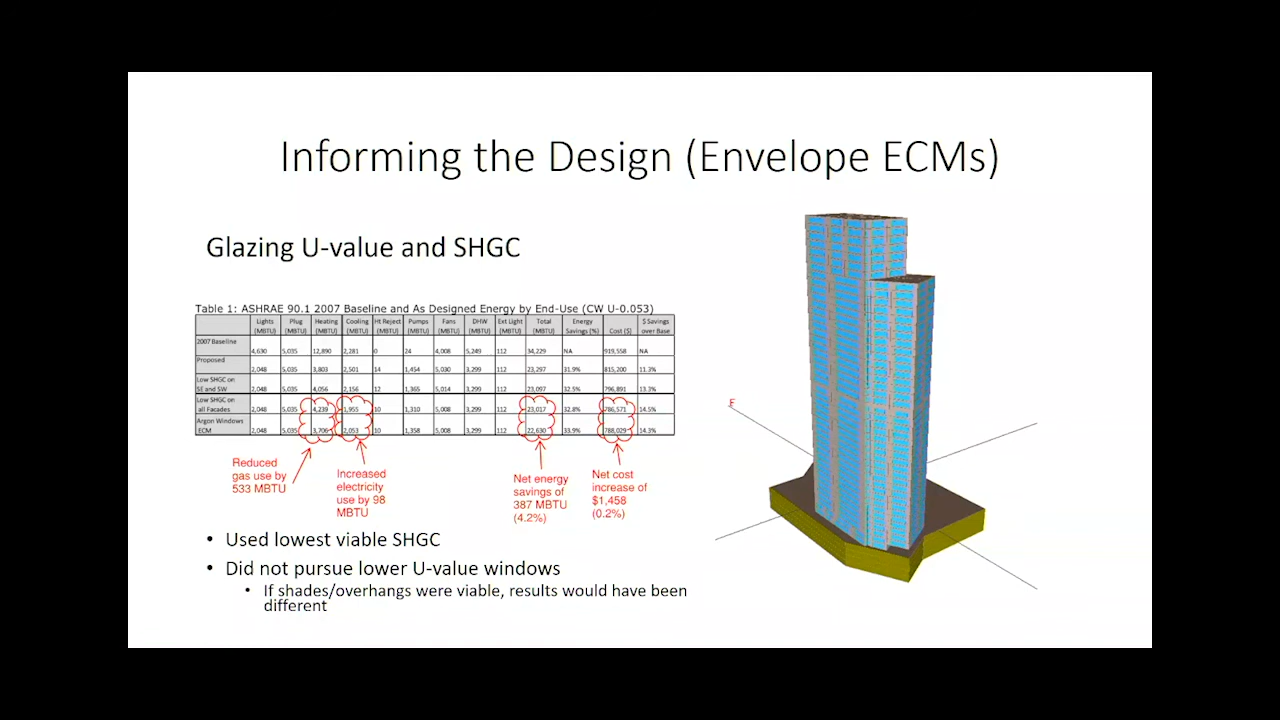 Informing the Design (Envelope ECMs)
Glazing U-value and SHGC
Table 1: ASHRAE 90.1 2007 Baseline and As Designed Energy by End-Use (CW U-0.053)
Lights (MBTU) Plug (MBTU) Heating (MBTU) Cooling (MBTU) Ht Reject (MBTU) Pumps (MBTU) Fans (MBTU) DHW (MBTU) Ext Light (MBTU) Total (MBTU) Energy Savings (%) Cost ($) $ Savings over Base
2007 Baseline 4,630 5,035 12,890 2,281 0 24 4,008 5,249 112 34,229 NA 919,558 NA
Proposed 2,048 5,035 3,803 2,501 14 1,454 5,030 3,299 112 23,297 31.9% 815,200 11.3%
Low SHGC on SE and SW 2,048 5,035 4,056 2,156 12 1,365 5,014 3,299 112 23,097 32.5% 796,891 13.3%
Low SHGC on all Facades 2,048 5,035 4,239 1,955 10 1,310 5,008 3,299 112 23,017 32.8% 786,571 14.5%
Argon Windows ECM 2,048 5,035 3,706 2,053 10 1,358 5,008 3,299 112 22,630 33.9% 788,029 14.3%
Reduced
gas use by
533 MBTU
Increased
electricity
use by 98
MBTU
Net energy
savings of
387 MBTU
(4.2%)
Net cost
increase of
$1,458
(0.2%)
• Used lowest viable SHGC
• Did not pursue lower U-value windows
• If shades/overhangs were viable, results would have been
different